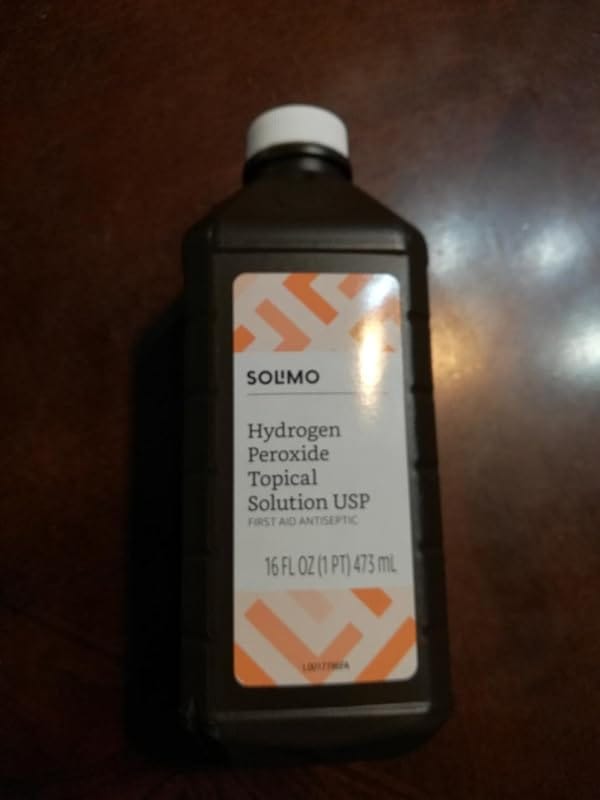 SOLIMO
Hydrogen
Peroxide
Topical
Solution USP
FIRST AID ANTISEPTIC
16 FL OZ (1 PT) 473 mL